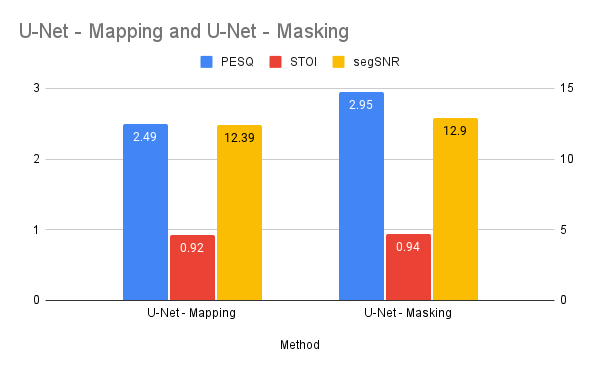 U-Net - Mapping and U-Net - Masking
PESQ STOI segSNR
3 15
2.49 0.92 12.39 2.95 0.94 12.9
2 10
1 5
0 0
U-Net - Mapping U-Net - Masking
Method